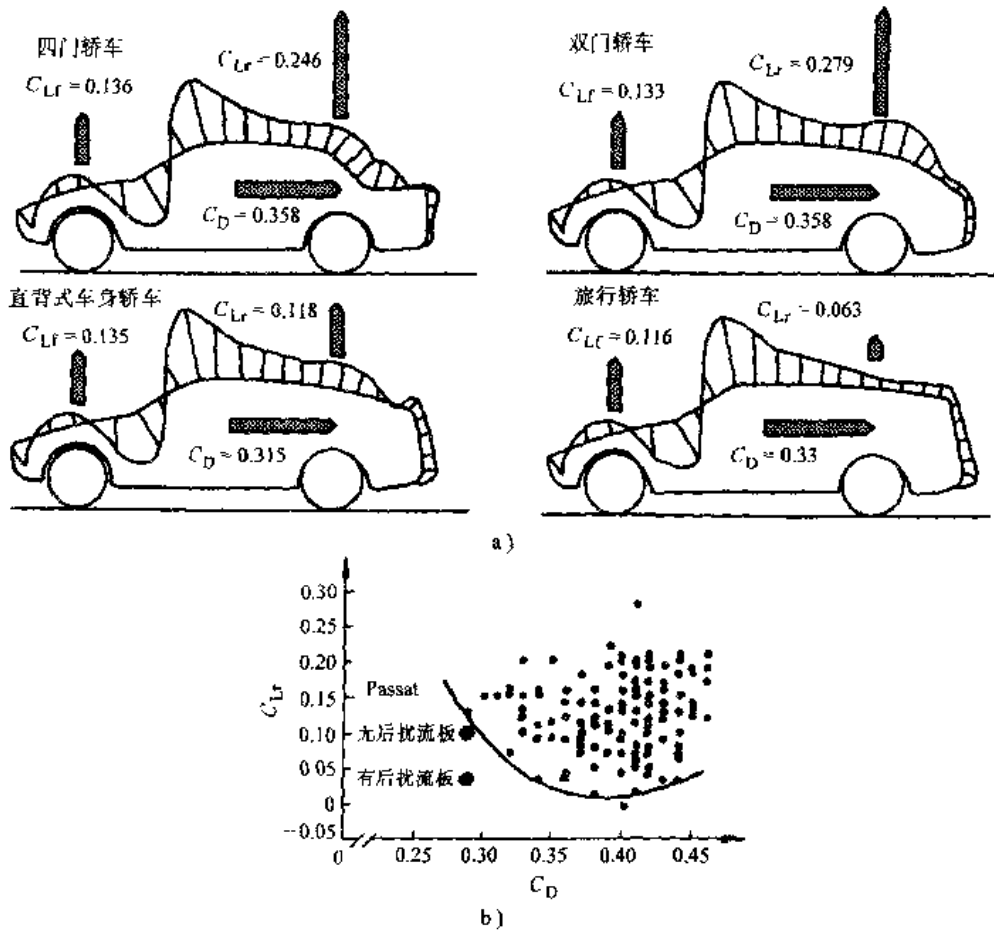 四门轿车
C_Lr = 0.246
C_Lf = 0.136
C_D = 0.358
双门轿车
C_Lr = 0.279
C_Lf = 0.133
C_D = 0.358
直背式车身轿车
C_Lr = 0.118
C_Lf = 0.135
C_D = 0.315
旅行轿车
C_Lr = 0.063
C_Lf = 0.116
C_D = 0.33
a)
0.30
0.25
0.20
0.15
0.10
0.05
0
-0.05
C_Lr
Passat
无后扰流板
有后扰流板
0 0.25 0.30 0.35 0.40 0.45
C_D
b)